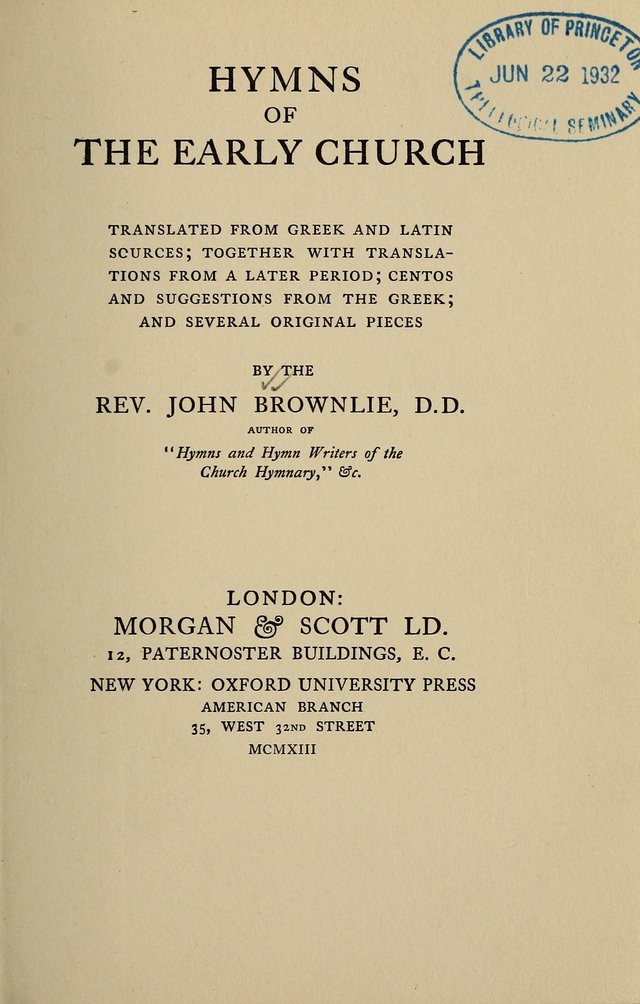 LIBRARY OF PRINCETON
JUN 22 1932
SEMINARY
HYMNS
OF
THE EARLY CHURCH
TRANSLATED FROM GREEK AND LATIN
SOURCES; TOGETHER WITH TRANSLA-
TIONS FROM A LATER PERIOD; CENTOS
AND SUGGESTIONS FROM THE GREEK;
AND SEVERAL ORIGINAL PIECES
BY THE
REV. JOHN BROWNLIE, D.D.
AUTHOR OF
"Hymns and Hymn Writers of the
Church Hymnary," &c.
LONDON:
MORGAN & SCOTT LD.
12, PATERNOSTER BUILDINGS, E. C.
NEW YORK: OXFORD UNIVERSITY PRESS
AMERICAN BRANCH
35, WEST 32ND STREET
MCMXIII